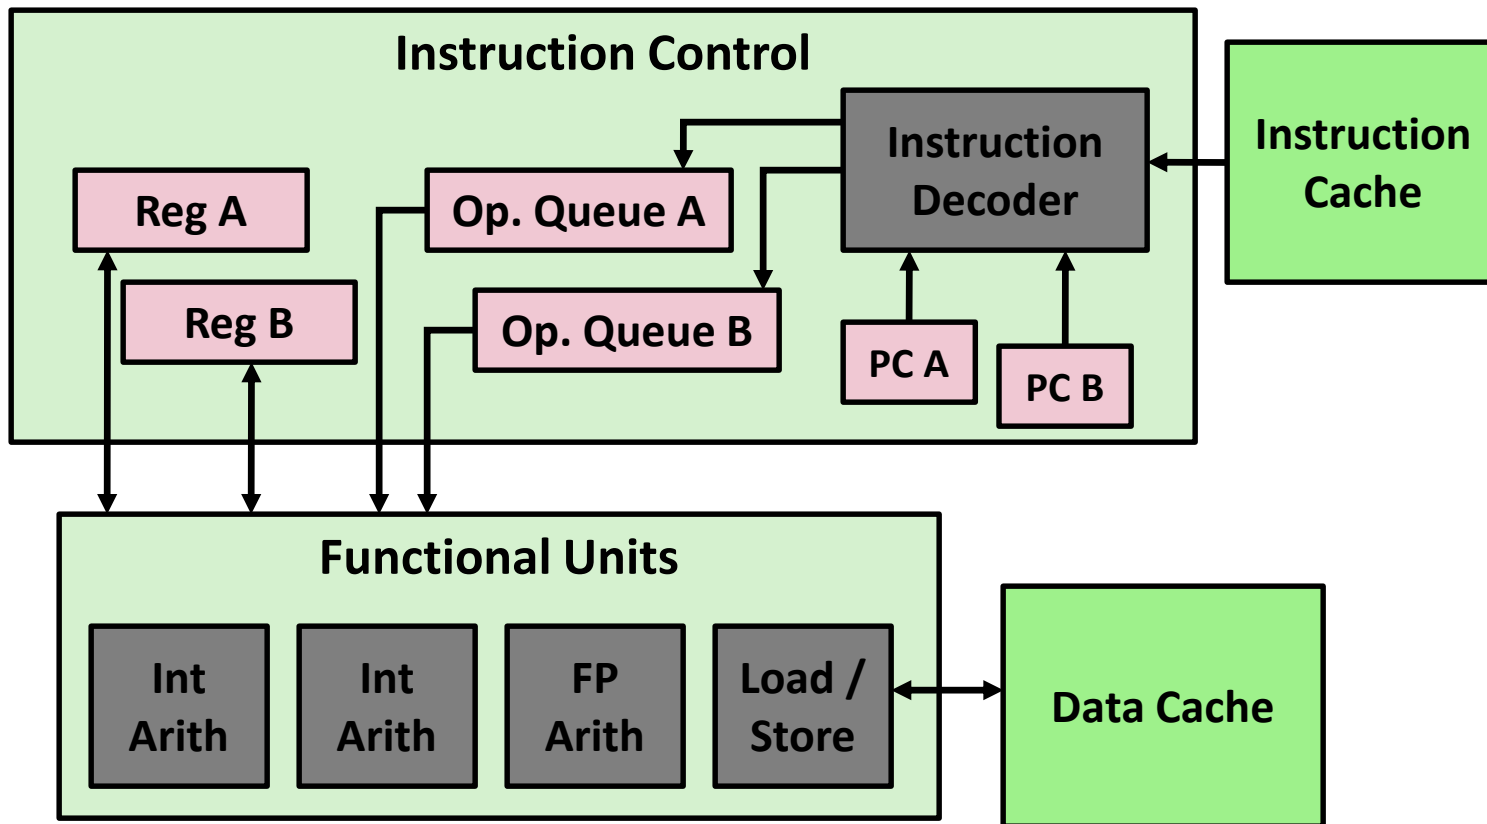 Instruction Control
Instruction
Decoder
Instruction
Cache
Reg A
Op. Queue A
Reg B
Op. Queue B
PC A
PC B
Functional Units
Int
Arith
Int
Arith
FP
Arith
Load /
Store
Data Cache